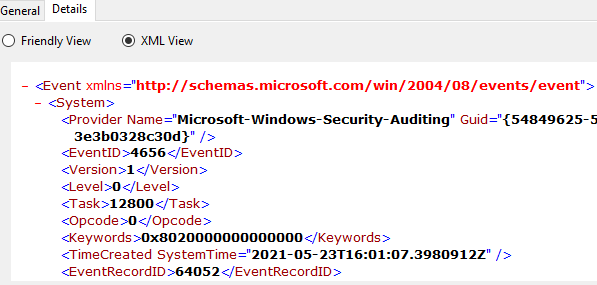 General Details
Friendly View XML View
– <Event xmlns="http://schemas.microsoft.com/win/2004/08/events/event">
– <System>
<Provider Name="Microsoft-Windows-Security-Auditing" Guid="{54849625-5
3e3b0328c30d}" />
<EventID>4656</EventID>
<Version>1</Version>
<Level>0</Level>
<Task>12800</Task>
<Opcode>0</Opcode>
<Keywords>0x8020000000000000</Keywords>
<TimeCreated SystemTime="2021-05-23T16:01:07.3980912Z" />
<EventRecordID>64052</EventRecordID>